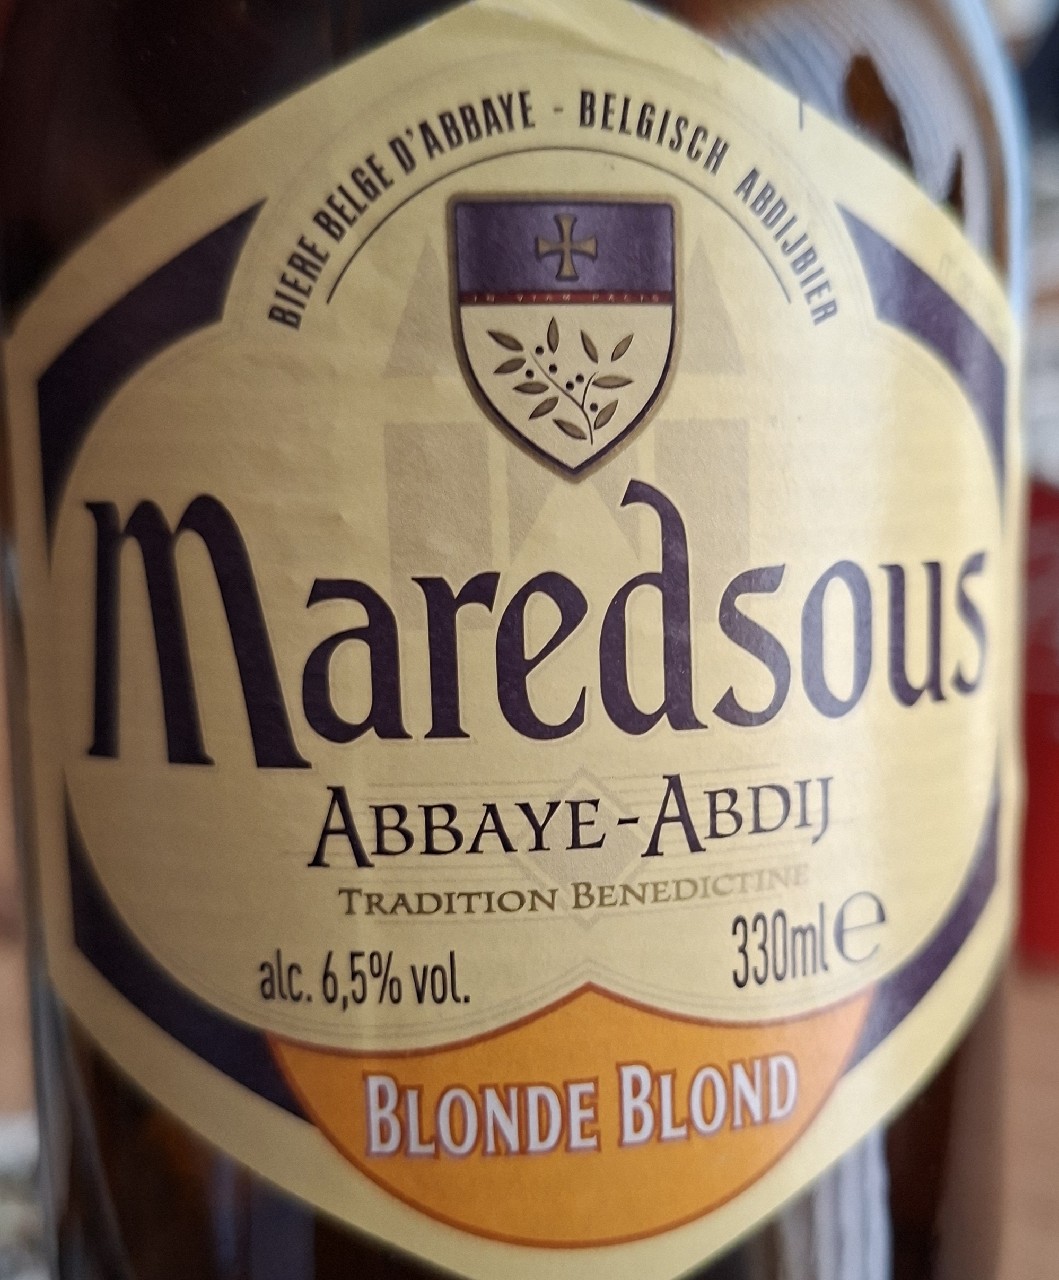 BIERE BELGE D'ABBAYE - BELGISCH ABDIJBIER
IN VIAM PACIS
Maredsous
ABBAYE-ABDIJ
TRADITION BENEDICTINE
alc. 6,5% vol.
330ml e
BLONDE BLOND